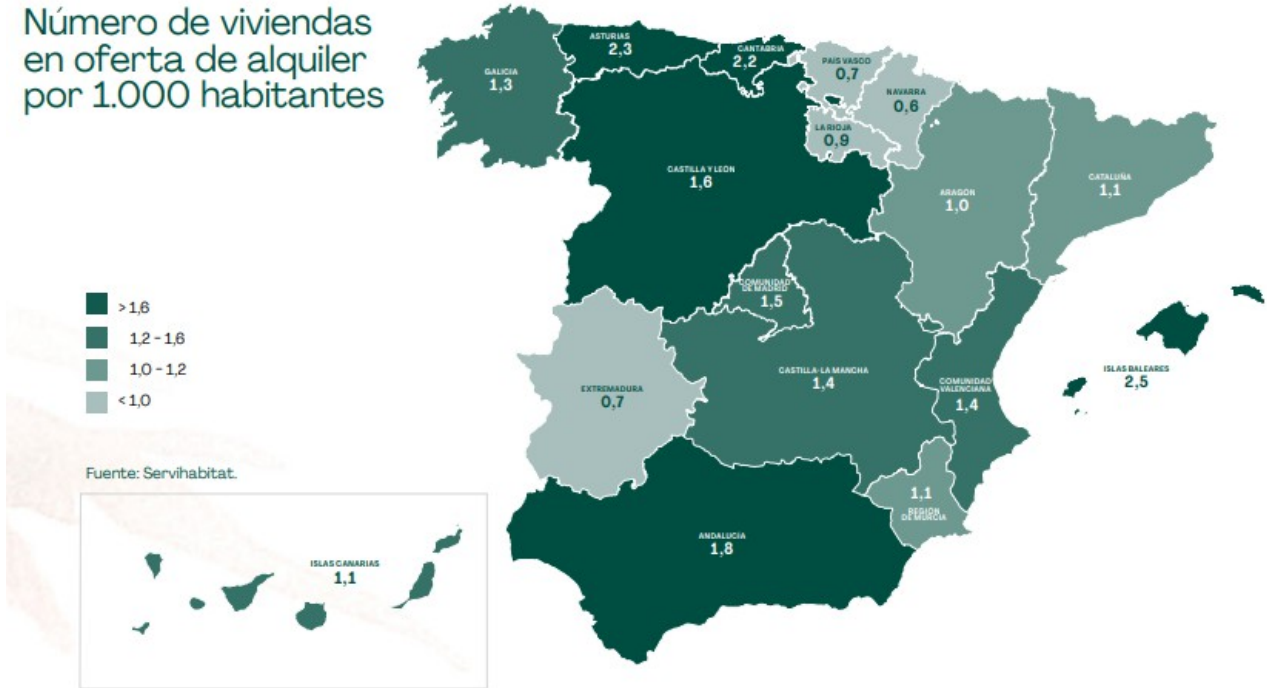 Número de viviendas
en oferta de alquiler
por 1.000 habitantes
ASTURIAS
2,3
CANTABRIA
2,2
PAÍS VASCO
0,7
NAVARRA
0,6
GALICIA
1,3
LA RIOJA
0,9
CASTILLA Y LEÓN
1,6
ARAGÓN
1,0
CATALUÑA
1,1
COMUNIDAD
DE MADRID
1,5
> 1,6
1,2 - 1,6
1,0 - 1,2
< 1,0
EXTREMADURA
0,7
CASTILLA-LA MANCHA
1,4
COMUNIDAD
VALENCIANA
1,4
ISLAS BALEARES
2,5
Fuente: Servihabitat.
1,1
REGIÓN
DE MURCIA
ANDALUCIA
1,8
ISLAS CANARIAS
1,1